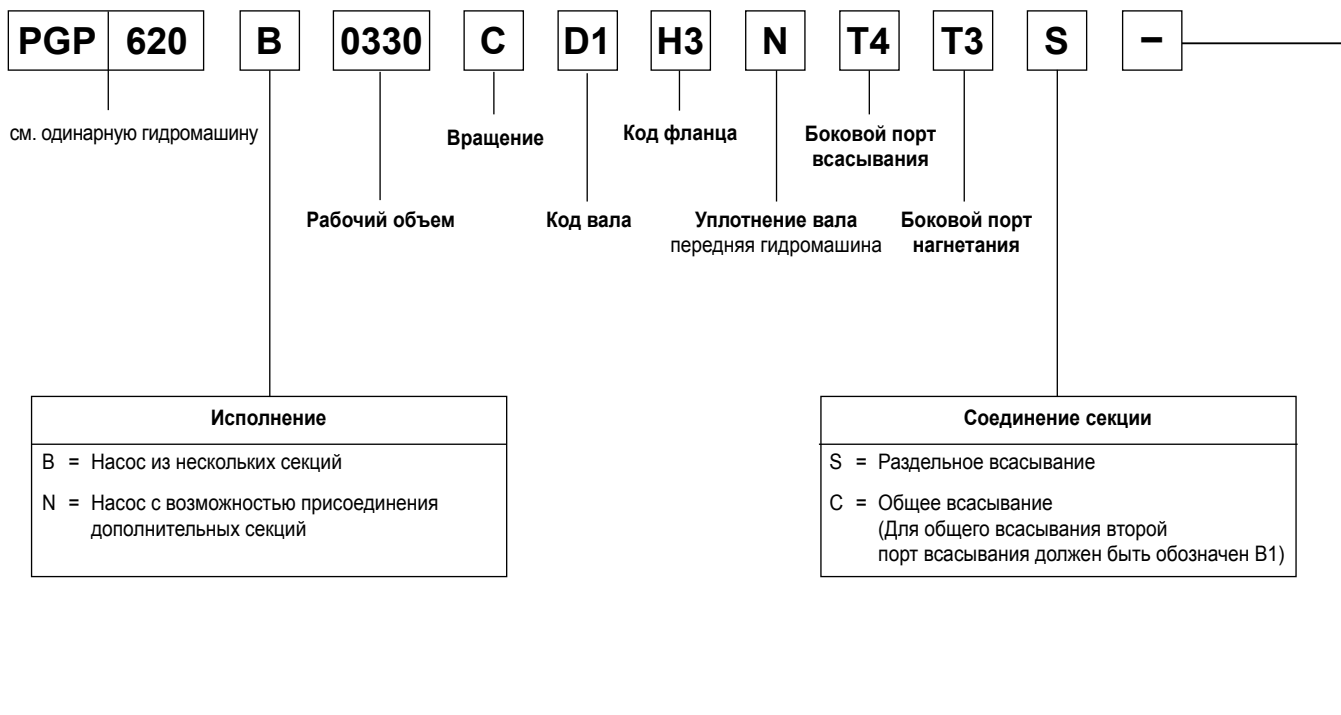 PGP 620 B 0330 C D1 H3 N T4 T3 S –
см. одинарную гидромашину
Вращение
Код фланца
Боковой порт
всасывания
Рабочий объем
Код вала
Уплотнение вала
передняя гидромашина
Боковой порт
нагнетания
Исполнение
B = Насос из нескольких секций
N = Насос с возможностью присоединения
дополнительных секций
Соединение секции
S = Раздельное всасывание
C = Общее всасывание
(Для общего всасывания второй
порт всасывания должен быть обозначен B1)